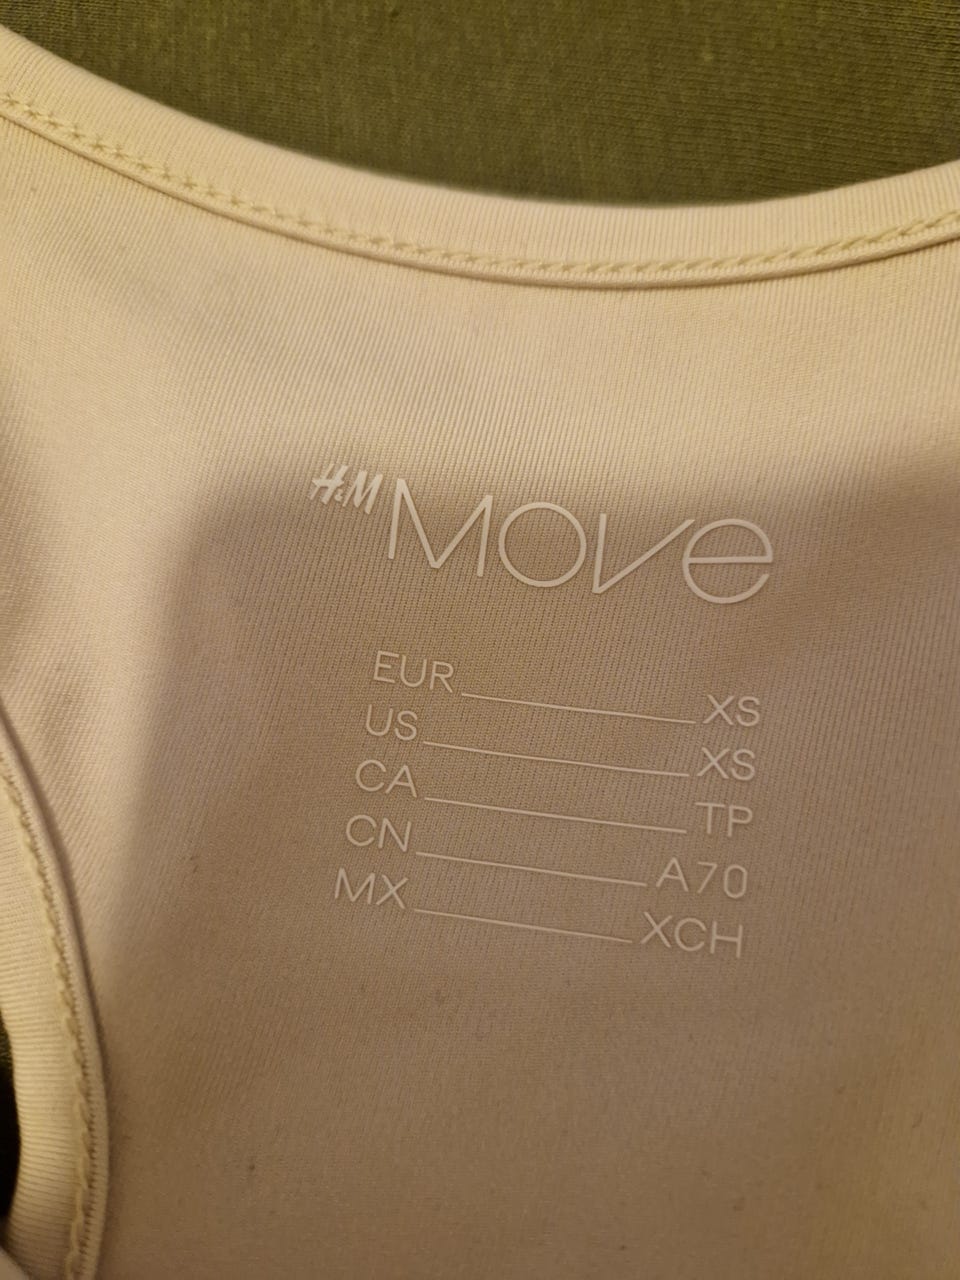 H&M MOVE
EUR XS
US XS
CA TP
CN A70
MX XCH